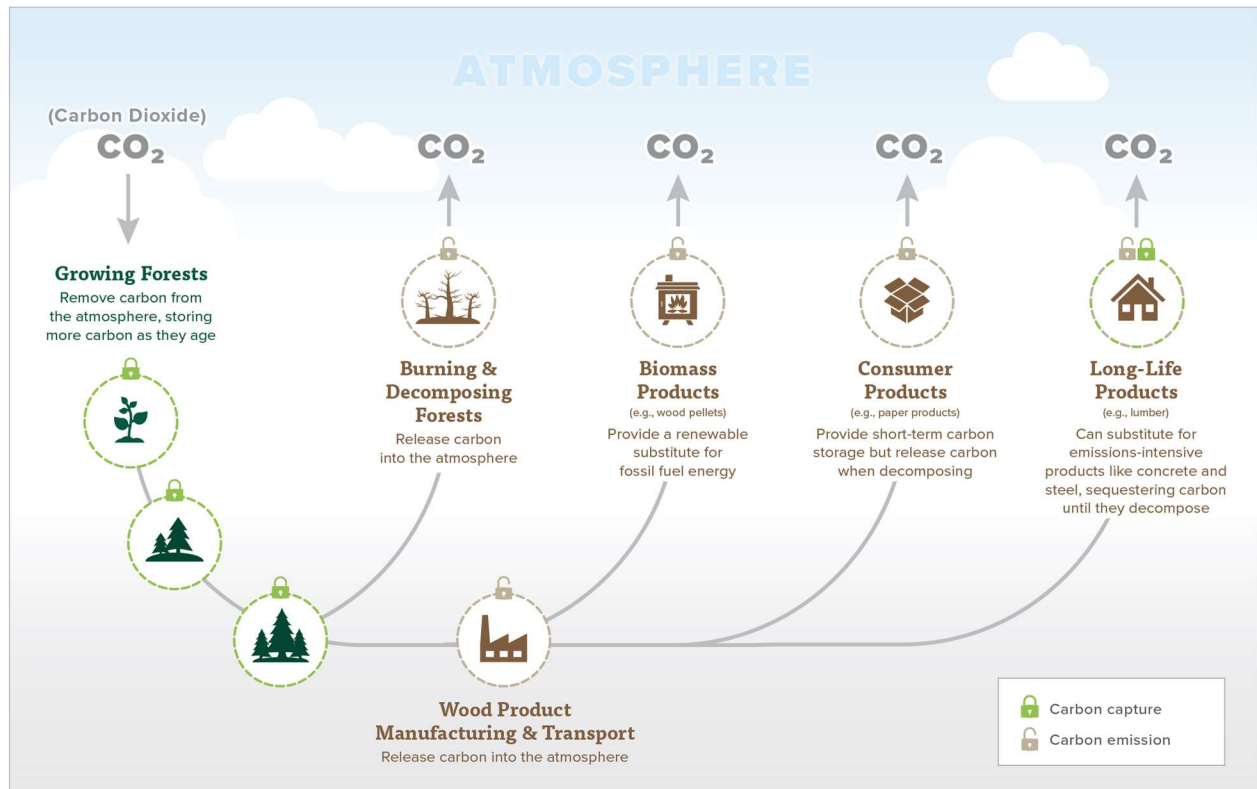 ATMOSPHERE
(Carbon Dioxide)
CO₂
CO₂
CO₂
CO₂
CO₂
Growing Forests
Remove carbon from
the atmosphere, storing
more carbon as they age
Burning &
Decomposing
Forests
Release carbon
into the atmosphere
Biomass
Products
(e.g., wood pellets)
Provide a renewable
substitute for
fossil fuel energy
Consumer
Products
(e.g., paper products)
Provide short-term carbon
storage but release carbon
when decomposing
Long-Life
Products
(e.g., lumber)
Can substitute for
emissions-intensive
products like concrete and
steel, sequestering carbon
until they decompose
Wood Product
Manufacturing & Transport
Release carbon into the atmosphere
Carbon capture
Carbon emission